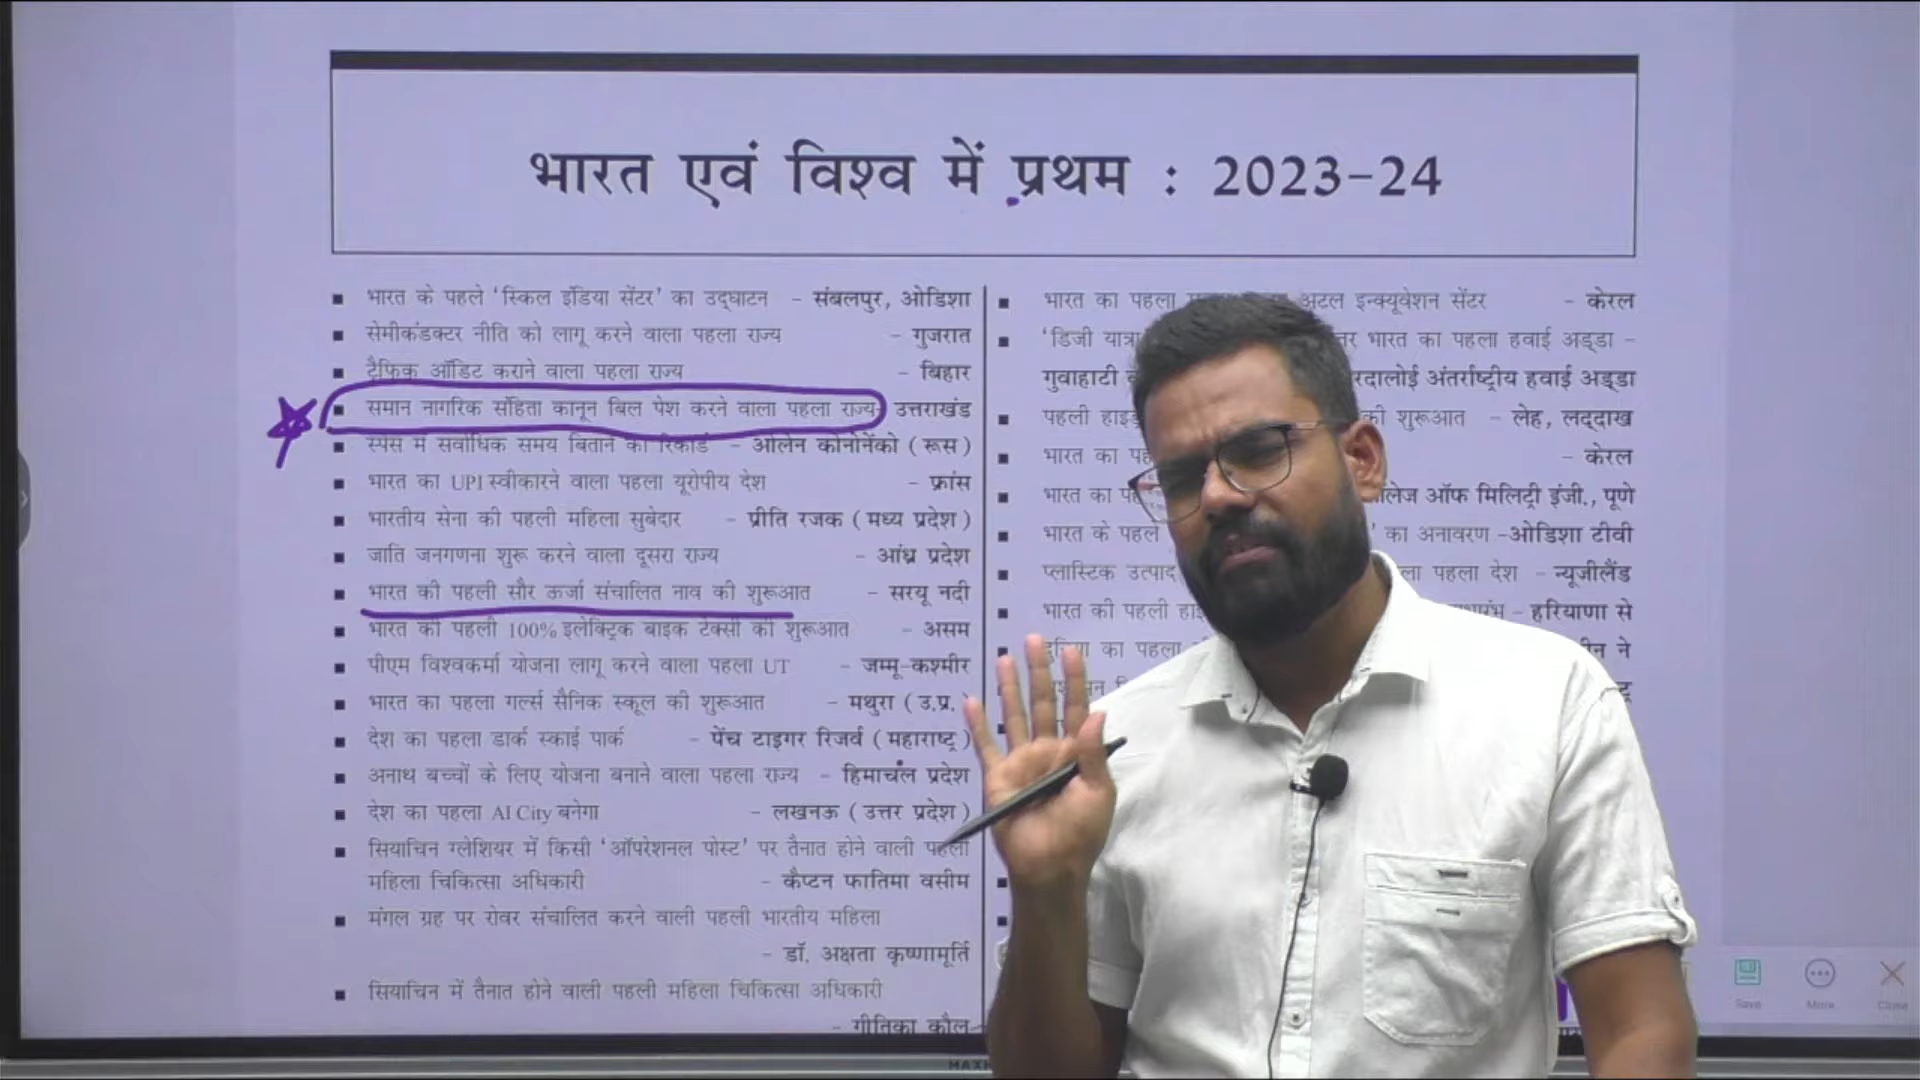 भारत एवं विश्व में प्रथम : 2023-24
■ भारत के पहले ‘स्किल इंडिया सेंटर’ का उद्घाटन - संबलपुर, ओडिशा
■ सेमीकंडक्टर नीति को लागू करने वाला पहला राज्य - गुजरात
■ ट्रैफिक ऑडिट कराने वाला पहला राज्य - बिहार
■ समान नागरिक संहिता कानून बिल पेश करने वाला पहला राज्य- उत्तराखंड
■ स्पेस में सर्वाधिक समय बिताने का रिकॉर्ड - ओलेन कोनोनेंको ( रूस )
■ भारत का UPI स्वीकारने वाला पहला यूरोपीय देश - फ्रांस
■ भारतीय सेना की पहली महिला सुबेदार - प्रीति रजक ( मध्य प्रदेश )
■ जाति जनगणना शुरू करने वाला दूसरा राज्य - आंध्र प्रदेश
■ भारत की पहली सौर ऊर्जा संचालित नाव की शुरूआत - सरयू नदी
■ भारत की पहली 100% इलेक्ट्रिक बाइक टैक्सी की शुरूआत - असम
■ पीएम विश्वकर्मा योजना लागू करने वाला पहला UT - जम्मू-कश्मीर
■ भारत का पहला गर्ल्स सैनिक स्कूल की शुरूआत - मथुरा ( उ.प्र.
■ देश का पहला डार्क स्काई पार्क - पेंच टाइगर रिजर्व ( महाराष्ट्र )
■ अनाथ बच्चों के लिए योजना बनाने वाला पहला राज्य - हिमाचल प्रदेश
■ देश का पहला AI City बनेगा - लखनऊ ( उत्तर प्रदेश )
■ सियाचिन ग्लेशियर में किसी ‘ऑपरेशनल पोस्ट’ पर तैनात होने वाली पहली
महिला चिकित्सा अधिकारी - कैप्टन फातिमा वसीम
■ मंगल ग्रह पर रोवर संचालित करने वाली पहली भारतीय महिला
- डॉ. अक्षता कृष्णामूर्ति
■ सियाचिन में तैनात होने वाली पहली महिला चिकित्सा अधिकारी
- गीतिका कौल
■ भारत का पहला अटल इन्क्यूवेशन सेंटर - केरल
■ ‘डिजी यात्रा भारत का पहला हवाई अड्डा -
गुवाहाटी अंतर्राष्ट्रीय हवाई अड्डा
■ पहली की शुरूआत - लेह, लद्दाख
■ भारत का - केरल
■ भारत का ऑफ मिलिट्री इंजी., पूणे
■ भारत के पहले ’ का अनावरण -ओडिशा टीवी
■ प्लास्टिक उत्पाद पहला देश - न्यूजीलैंड
■ भारत की पहली - हरियाणा से
■ का पहला ने
Save More Close